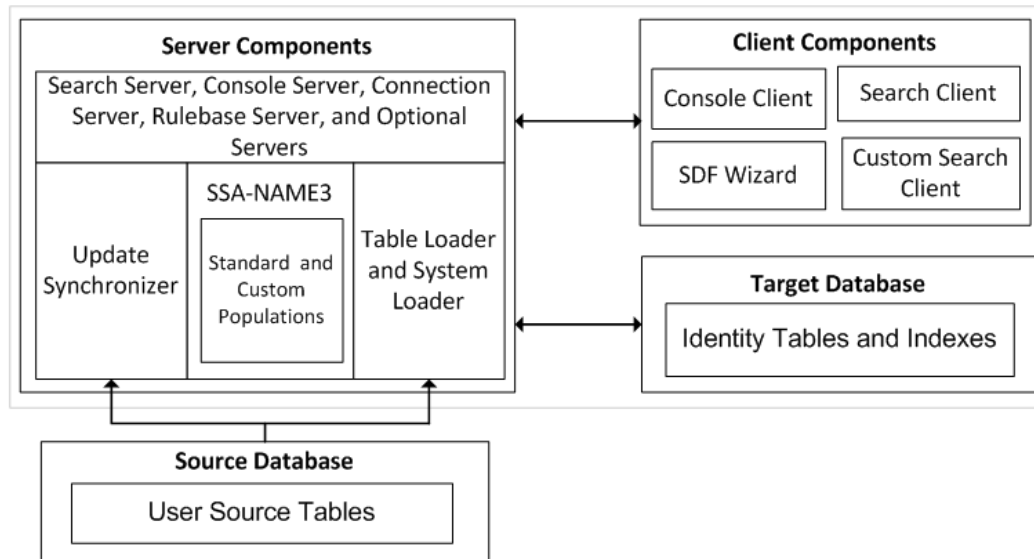 Server Components
Search Server, Console Server, Connection
Server, Rulebase Server, and Optional
Servers
Update
Synchronizer
SSA-NAME3
Standard and
Custom
Populations
Table Loader
and System
Loader
Client Components
Console Client
Search Client
SDF Wizard
Custom Search
Client
Target Database
Identity Tables and Indexes
Source Database
User Source Tables